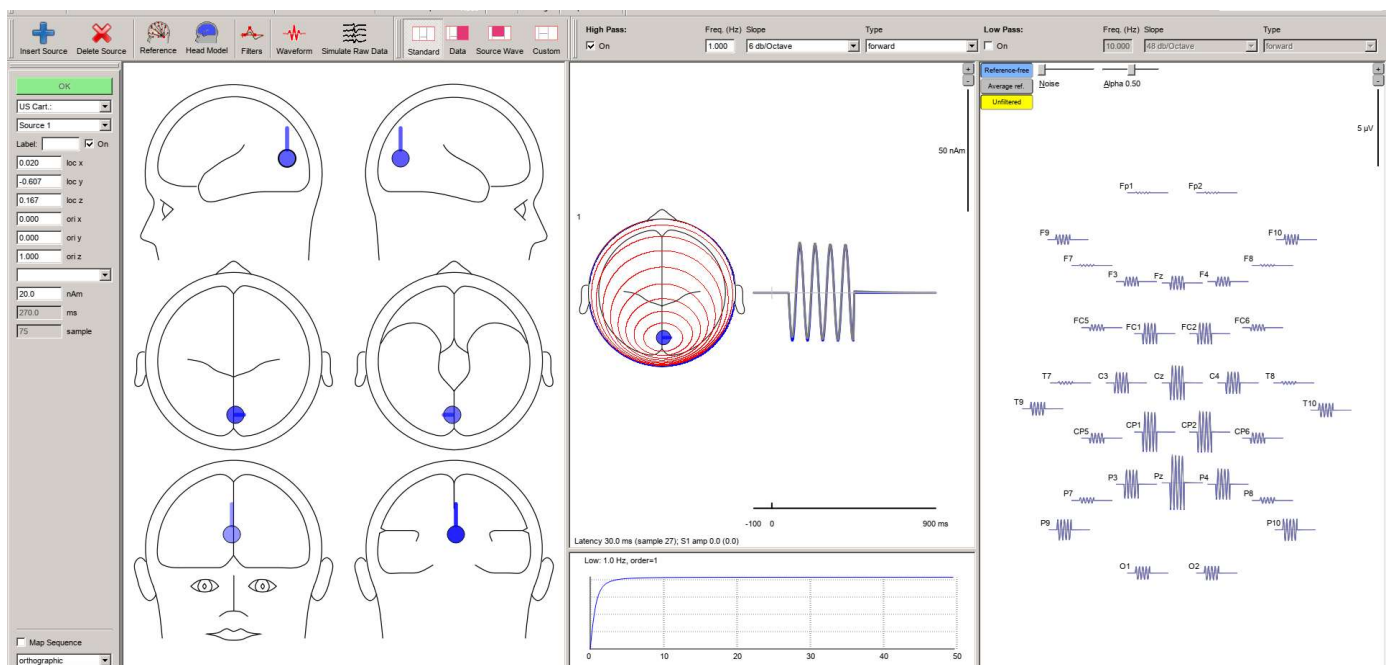 Insert Source Delete Source Reference Head Model Filters Waveform Simulate Raw Data Standard Data Source Wave Custom
High Pass: Freq. (Hz) Slope Type Low Pass: Freq. (Hz) Slope Type
On 1.000 6 db/Octave forward On 10.000 48 db/Octave forward
OK
US Cart.:
Source 1
Label: On
0.020 loc x
-0.607 loc y
0.167 loc z
0.000 ori x
0.000 ori y
1.000 ori z
20.0 nAm
270.0 ms
75 sample
Map Sequence
orthographic
+
-
50 nAm
1
-100 0 900 ms
Latency 30.0 ms (sample 27); S1 amp 0.0 (0.0)
Low: 1.0 Hz, order=1
0 10 20 30 40 50
Reference-free
Average ref. Noise Alpha 0.50
Unfiltered
+
-
5 µV
Fp1 Fp2
F9 F10
F7 F8
F3 Fz F4
FC5 FC1 FC2 FC6
T7 C3 Cz C4 T8
T9 T10
CP5 CP1 CP2 CP6
P3 Pz P4
P7 P8
P9 P10
O1 O2